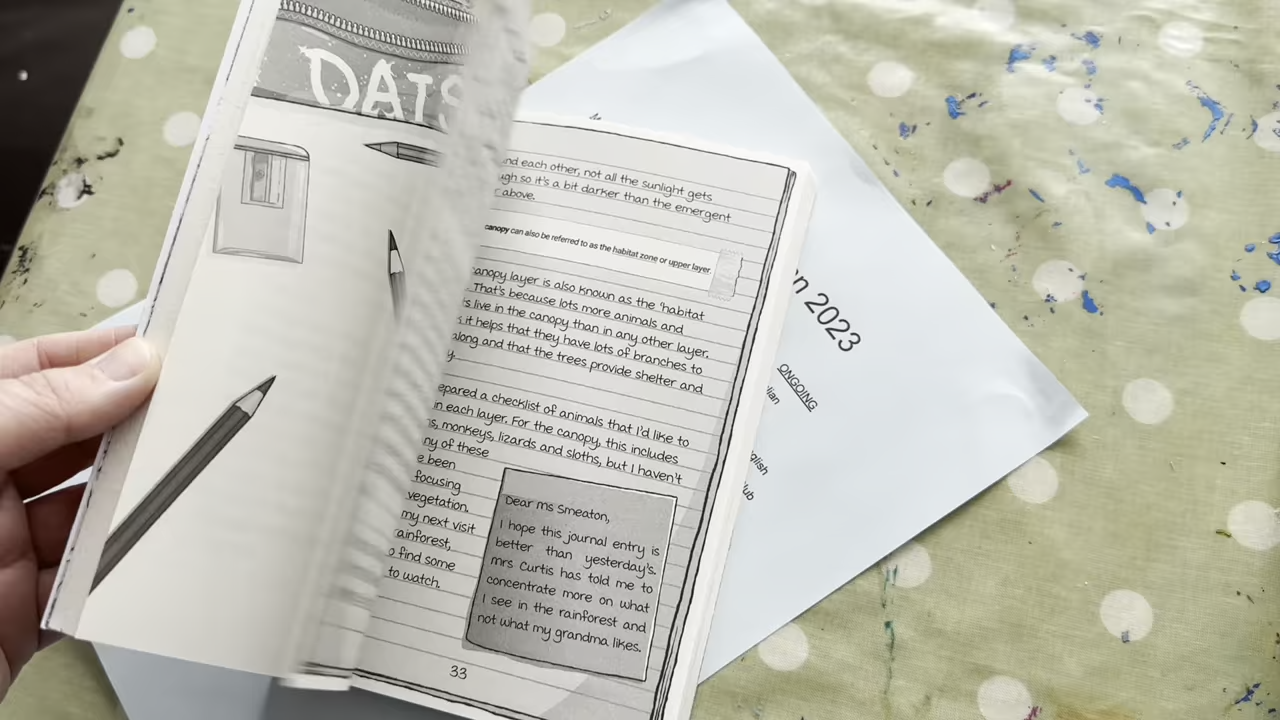 DAIS
nd each other, not all the sunlight gets
ugh so it's a bit darker than the emergent
above.
canopy can also be referred to as the habitat zone or upper layer.
anopy layer is also known as the 'habitat
That's because lots more animals and
live in the canopy than in any other layer.
it helps that they have lots of branches to
along and that the trees provide shelter and
y
epared a checklist of animals that I'd like to
in each layer. For the canopy, this includes
s, monkeys, lizards and sloths, but I haven't
ny of these
e been
focusing
vegetation.
my next visit
ainforest,
o find some
to watch.
Dear Ms Smeaton,
I hope this journal entry is
better than yesterday's.
Mrs Curtis has told me to
concentrate more on what
I see in the rainforest and
not what my grandma likes.
33
n 2023
ONGOING
lian
glish
lub